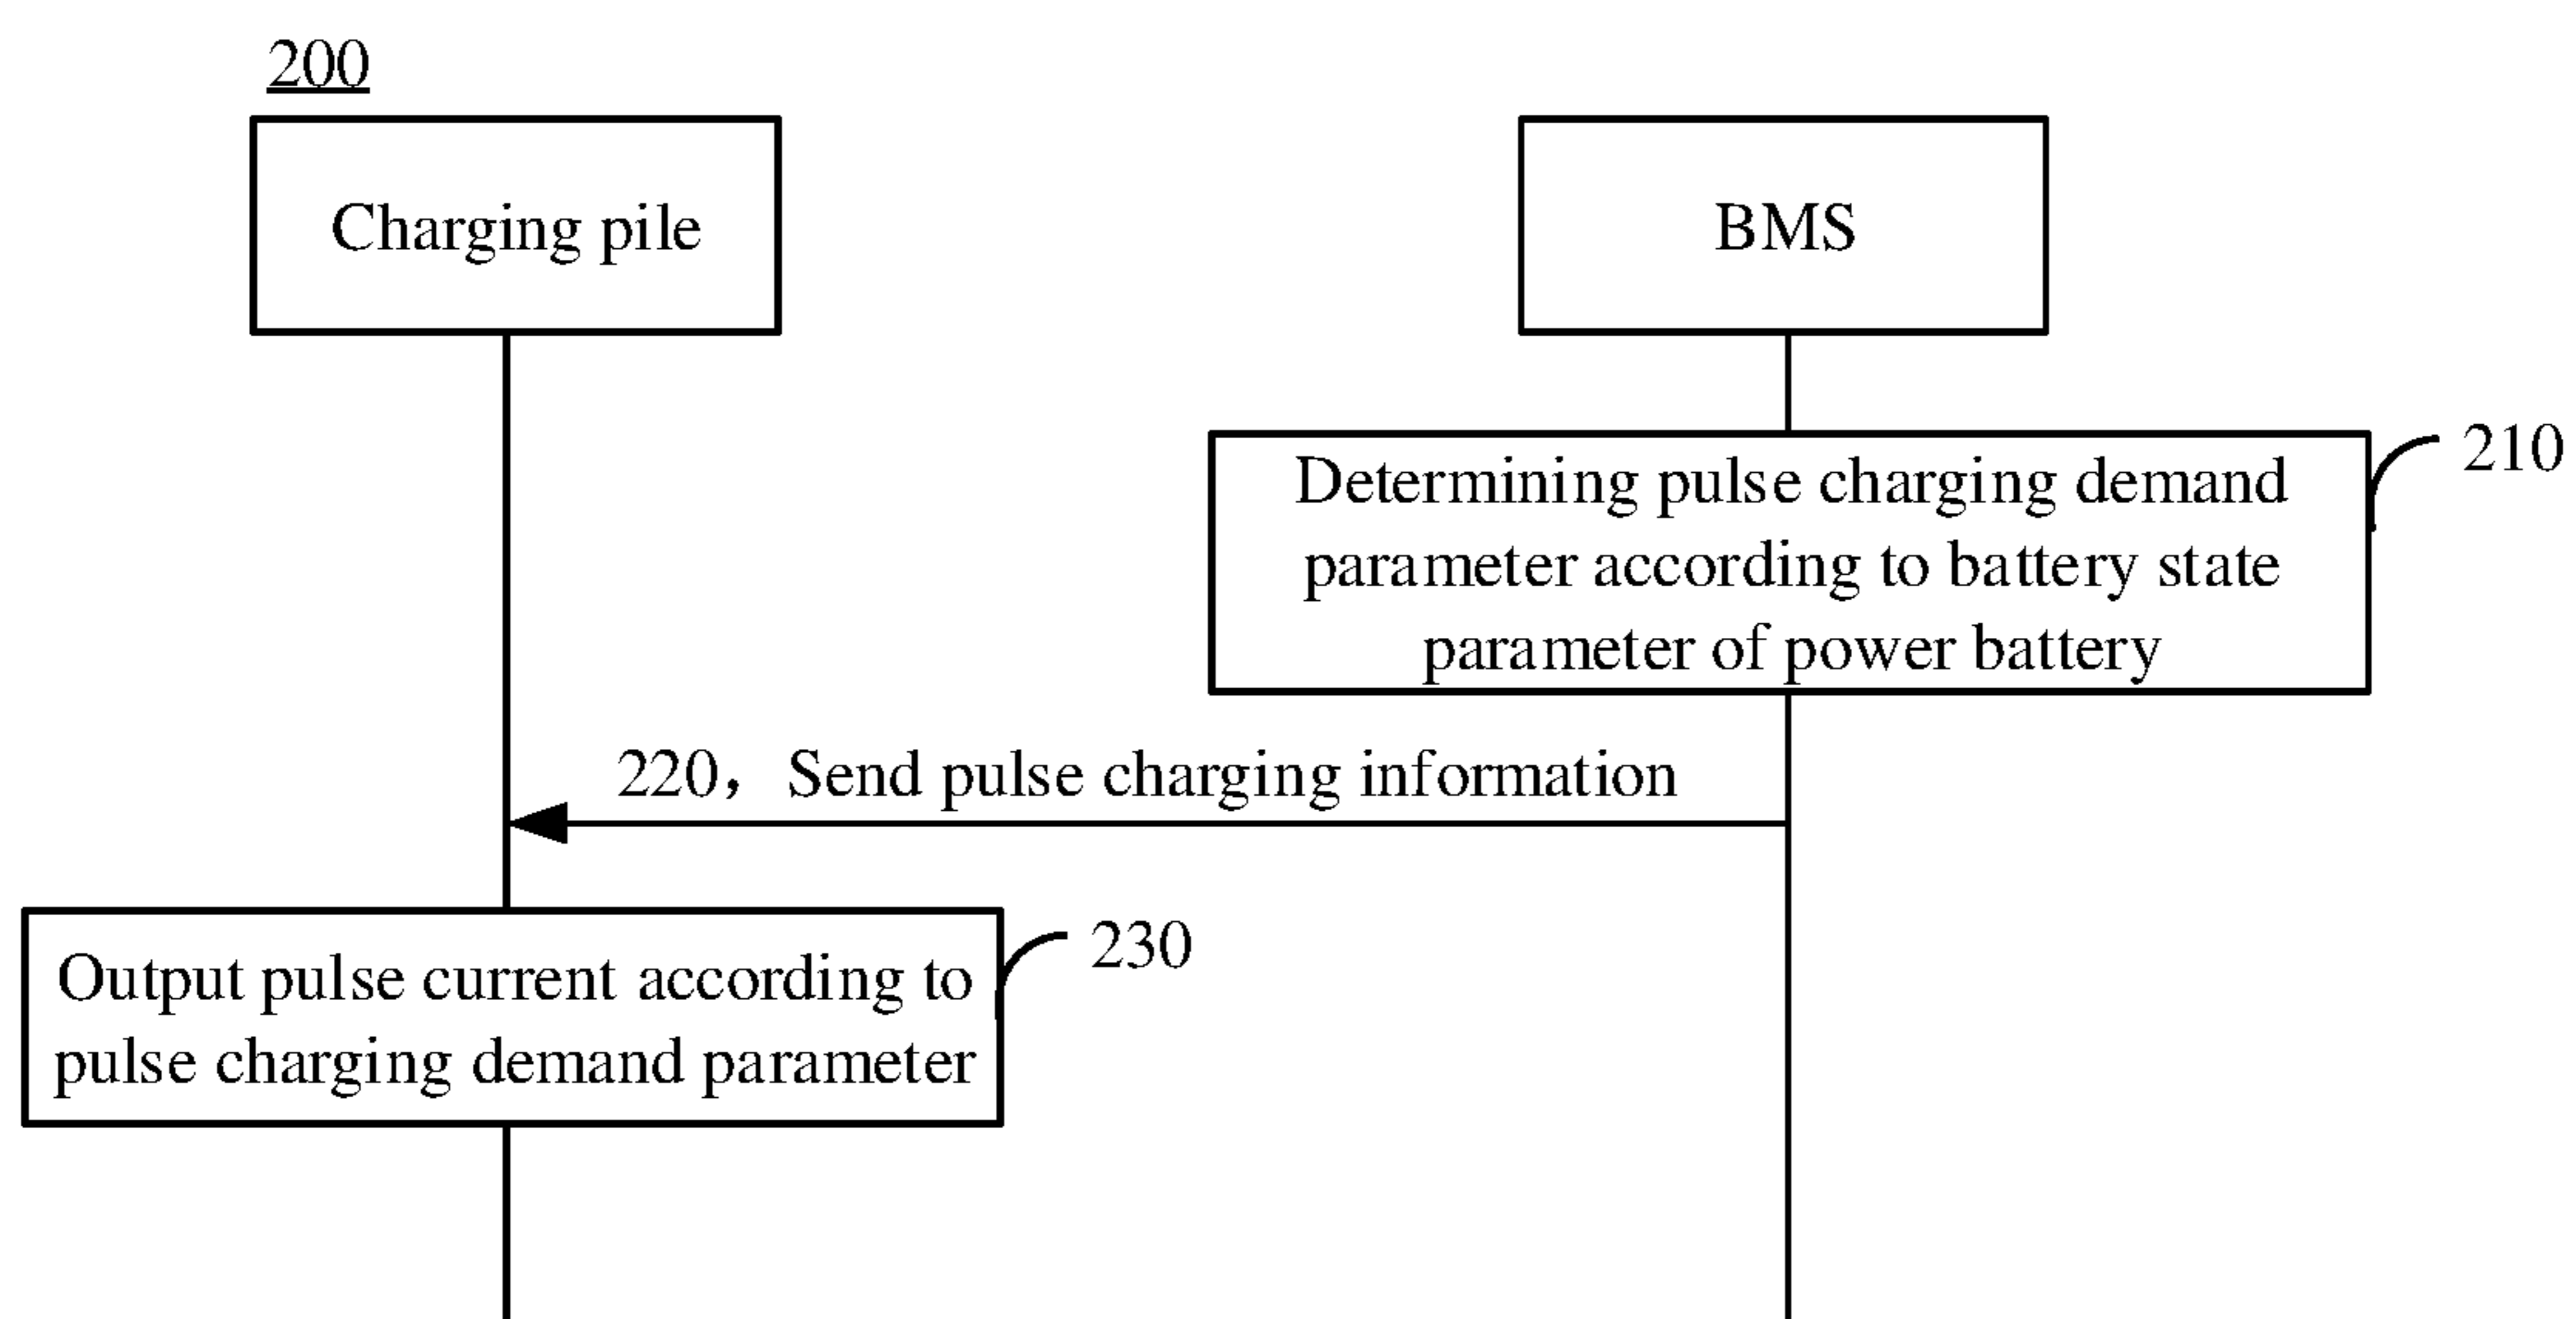 200
Charging pile
BMS
Determining pulse charging demand
parameter according to battery state
parameter of power battery
210
220，Send pulse charging information
Output pulse current according to
pulse charging demand parameter
230